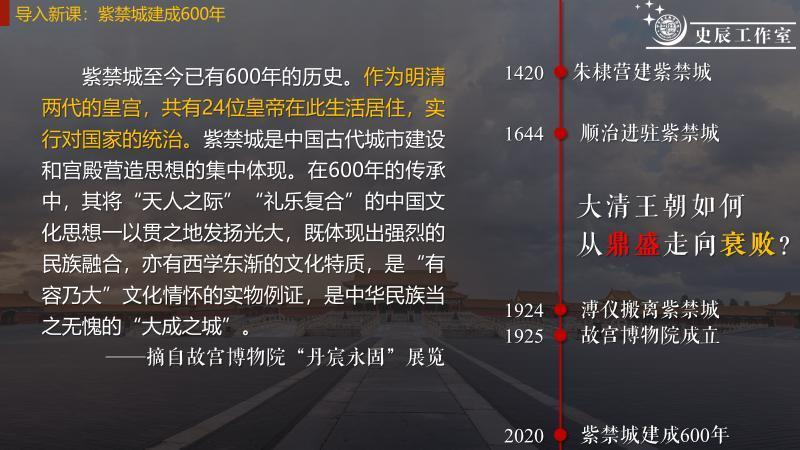 导入新课：紫禁城建成600年
史辰工作室
紫禁城至今已有600年的历史。作为明清
两代的皇宫，共有24位皇帝在此生活居住，实
行对国家的统治。紫禁城是中国古代城市建设
和宫殿营造思想的集中体现。在600年的传承
中，其将“天人之际”“礼乐复合”的中国文
化思想一以贯之地发扬光大，既体现出强烈的
民族融合，亦有西学东渐的文化特质，是“有
容乃大”文化情怀的实物例证，是中华民族当
之无愧的“大成之城”。
——摘自故宫博物院“丹宸永固”展览
1420 朱棣营建紫禁城
1644 顺治进驻紫禁城
大清王朝如何
从鼎盛走向衰败？
1924 溥仪搬离紫禁城
1925 故宫博物院成立
2020 紫禁城建成600年